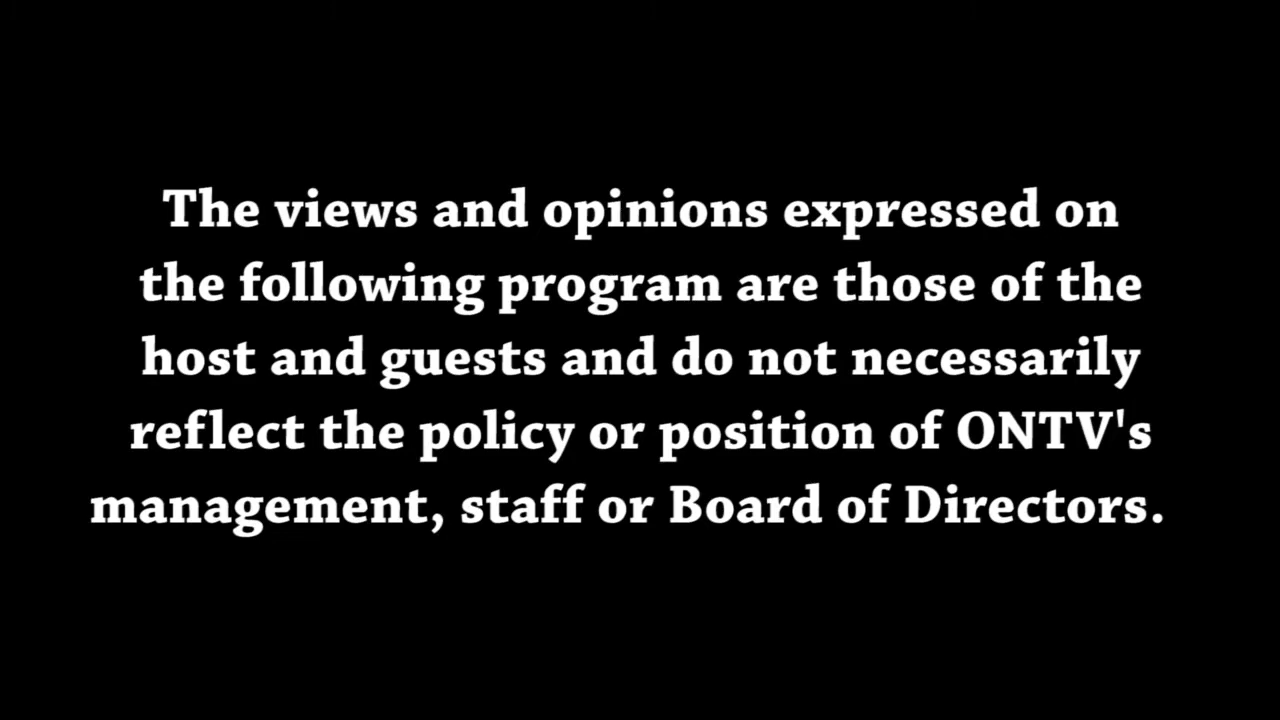 The views and opinions expressed on
the following program are those of the
host and guests and do not necessarily
reflect the policy or position of ONTV's
management, staff or Board of Directors.